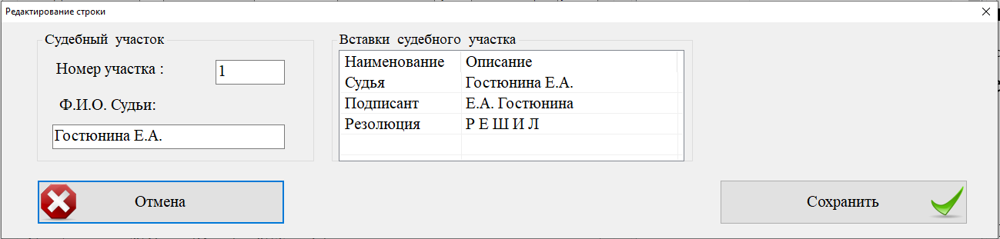 Редактирование строки
Судебный участок
Номер участка :
1
Ф.И.О. Судьи:
Гостюнина Е.А.
Вставки судебного участка
Наименование Описание
Судья Гостюнина Е.А.
Подписант Е.А. Гостюнина
Резолюция Р Е Ш И Л
Отмена
Сохранить